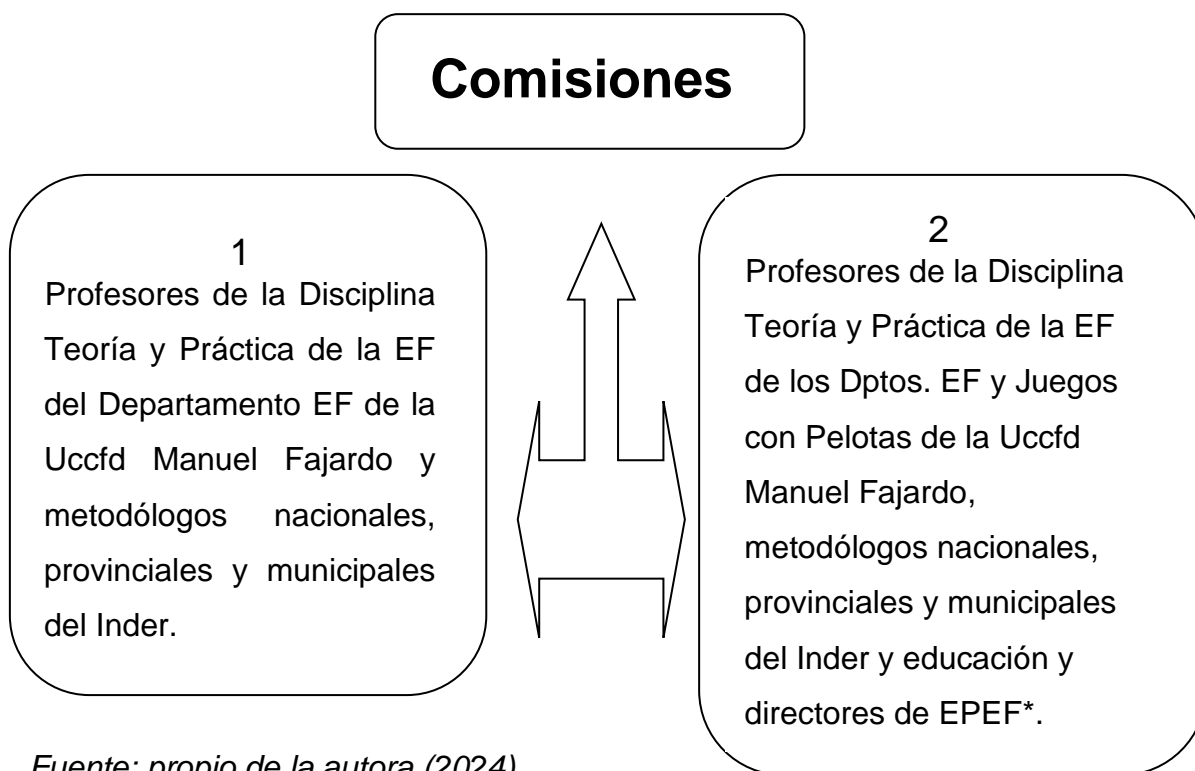 Comisiones
1
Profesores de la Disciplina
Teoría y Práctica de la EF
del Departamento EF de la
Uccfd Manuel Fajardo y
metodólogos nacionales,
provinciales y municipales
del Inder.
2
Profesores de la Disciplina
Teoría y Práctica de la EF
de los Dptos. EF y Juegos
con Pelotas de la Uccfd
Manuel Fajardo,
metodólogos nacionales,
provinciales y municipales
del Inder y educación y
directores de EPEF*.
Fuente: propio de la autora (2024)